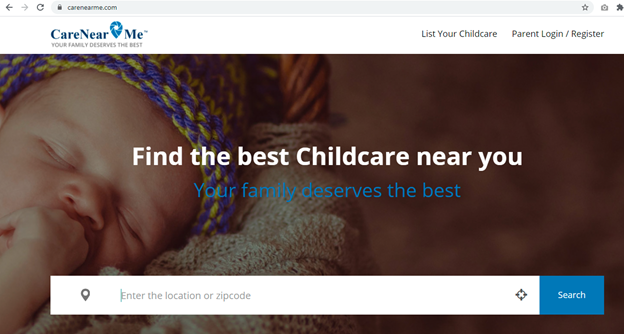 carenearme.com
CareNear Me™
YOUR FAMILY DESERVES THE BEST
List Your Childcare
Parent Login / Register
Find the best Childcare near you
Your family deserves the best
Enter the location or zipcode
Search